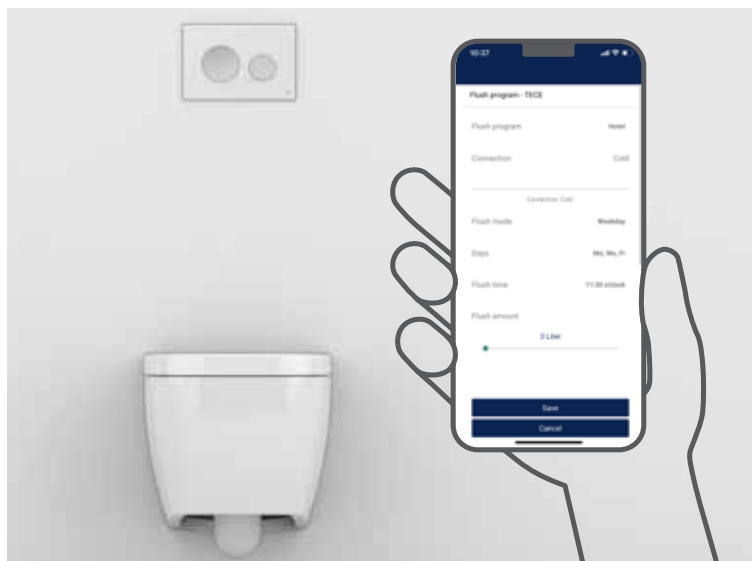 10:37
Flush program - TECE
Flush program Hotel
Connection Cold
Connection: Cold
Flush mode Weekday
Days Mo, We, Fr
Flush time 11:30 o'clock
Flush amount
3 Liter
Save
Cancel